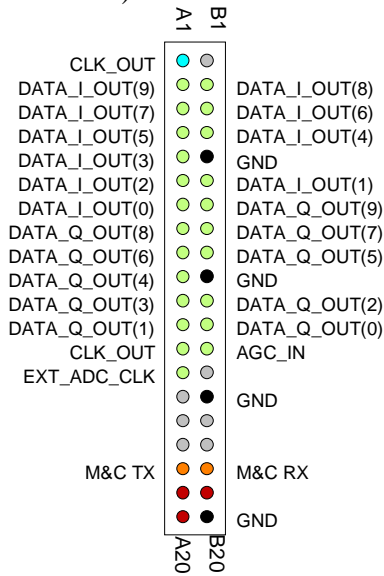 )
A1 B1
CLK_OUT
DATA_I_OUT(9) DATA_I_OUT(8)
DATA_I_OUT(7) DATA_I_OUT(6)
DATA_I_OUT(5) DATA_I_OUT(4)
DATA_I_OUT(3) GND
DATA_I_OUT(2) DATA_I_OUT(1)
DATA_I_OUT(0) DATA_Q_OUT(9)
DATA_Q_OUT(8) DATA_Q_OUT(7)
DATA_Q_OUT(6) DATA_Q_OUT(5)
DATA_Q_OUT(4) GND
DATA_Q_OUT(3) DATA_Q_OUT(2)
DATA_Q_OUT(1) DATA_Q_OUT(0)
CLK_OUT AGC_IN
EXT_ADC_CLK
GND
M&C TX M&C RX
GND
A20 B20